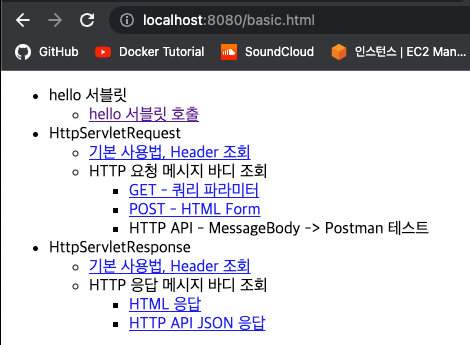 localhost:8080/basic.html
GitHub Docker Tutorial SoundCloud 인스턴스 | EC2 Man...
hello 서블릿
hello 서블릿 호출
HttpServletRequest
기본 사용법, Header 조회
HTTP 요청 메시지 바디 조회
GET - 쿼리 파라미터
POST - HTML Form
HTTP API - MessageBody -> Postman 테스트
HttpServletResponse
기본 사용법, Header 조회
HTTP 응답 메시지 바디 조회
HTML 응답
HTTP API JSON 응답